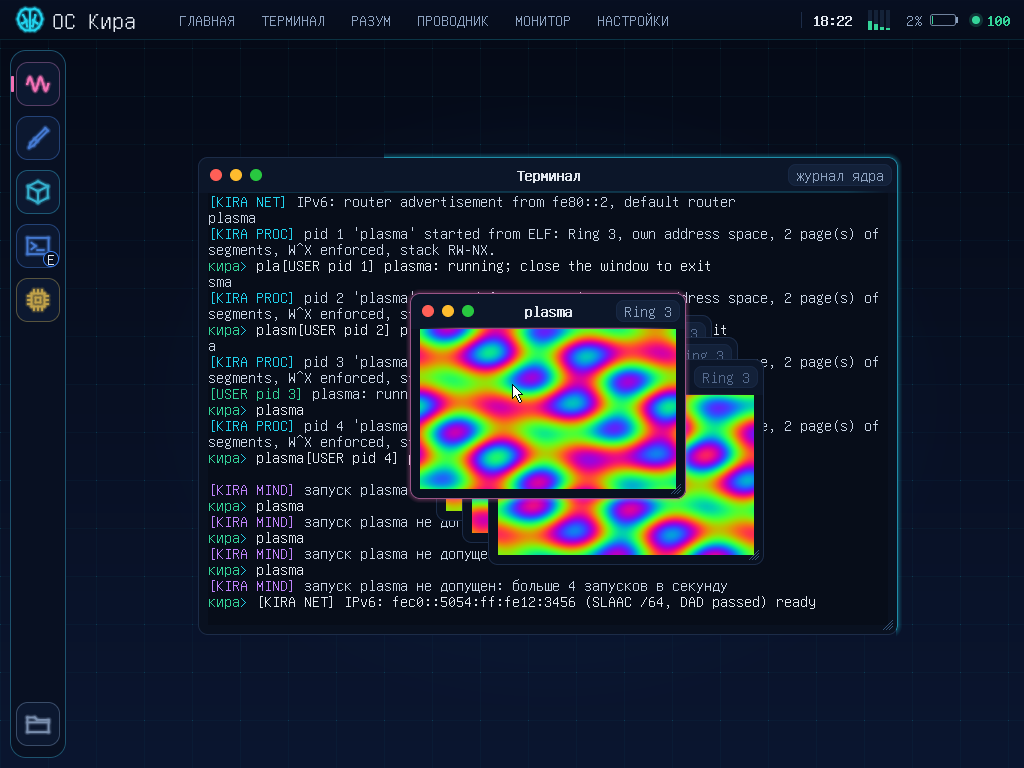 ОС Кира
ГЛАВНАЯ ТЕРМИНАЛ РАЗУМ ПРОВОДНИК МОНИТОР НАСТРОЙКИ
18:22 2% 100
E
Терминал
журнал ядра
[KIRA NET] IPv6: router advertisement from fe80::2, default router
plasma
[KIRA PROC] pid 1 'plasma' started from ELF: Ring 3, own address space, 2 page(s) of
segments, W^X enforced, stack RW-NX.
кира> pla[USER pid 1] plasma: running; close the window to exit
sma
[KIRA PROC] pid 2 'plasma' space, 2 page(s) of
segments, W^X enforced,
кира> plasm[USER pid 2] it
a
[KIRA PROC] pid 3 'plasma 2 page(s) of
segments, W^X enforced,
[USER pid 3] plasma:
кира> plasma
[KIRA PROC] pid 4 'plasma 2 page(s) of
segments, W^X enforced,
кира> plasma[USER pid 4]
[KIRA MIND] запуск plasma
кира> plasma
[KIRA MIND] запуск plasma не
кира> plasma
[KIRA MIND] запуск plasma не
кира> plasma
[KIRA MIND] запуск plasma не допущен: больше 4 запусков в секунду
кира> [KIRA NET] IPv6: fec0::5054:ff:fe12:3456 (SLAAC /64, DAD passed) ready
plasma
Ring 3
Ring 3